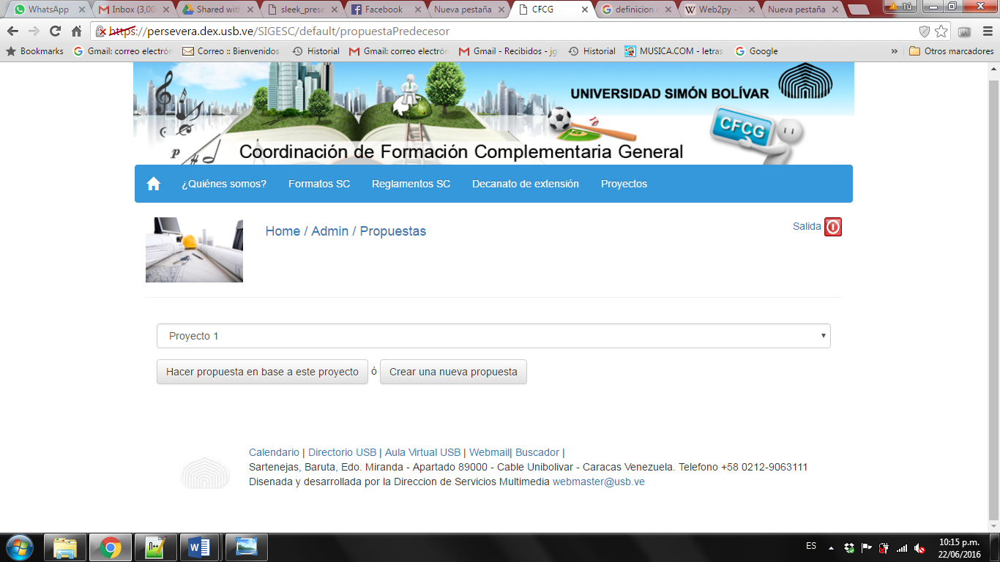 WhatsApp
Inbox (3,00
Shared with
sleek_prese
Facebook
Nueva pestaña
CFCG
definicion
Web2py -
Nueva pestaña
Tú
https://persevera.dex.usb.ve/SIGESC/default/propuestaPredecesor
Bookmarks
Gmail: correo electrón
Correo :: Bienvenidos
Historial
Gmail: correo electrón
Gmail - Recibidos - jg
Historial
MUSICA.COM - letras
Google
»
Otros marcadores
UNIVERSIDAD SIMÓN BOLÍVAR
CFCG
Coordinación de Formación Complementaria General
¿Quiénes somos?
Formatos SC
Reglamentos SC
Decanato de extensión
Proyectos
Home / Admin / Propuestas
Salida
Proyecto 1
Hacer propuesta en base a este proyecto ó Crear una nueva propuesta
Calendario | Directorio USB | Aula Virtual USB | Webmail| Buscador |
Sartenejas, Baruta, Edo. Miranda - Apartado 89000 - Cable Unibolivar - Caracas Venezuela. Telefono +58 0212-9063111
Disenada y desarrollada por la Direccion de Servicios Multimedia webmaster@usb.ve
ES
10:15 p.m.
22/06/2016